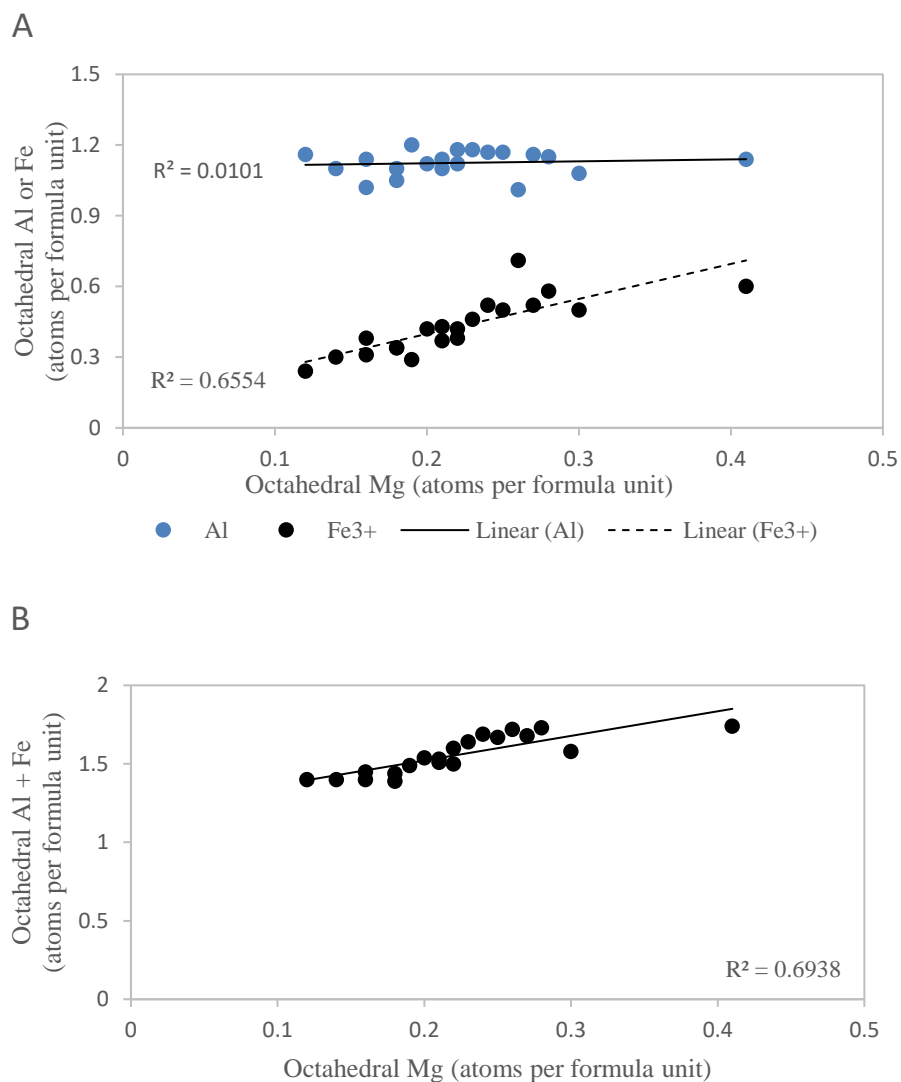 A
Octahedral Al or Fe
(atoms per formula unit)
1.5
1.2
0.9
0.6
0.3
0
R² = 0.0101
R² = 0.6554
0
0.1
0.2
0.3
0.4
0.5
Octahedral Mg (atoms per formula unit)
Al
Fe3+
Linear (Al)
Linear (Fe3+)
B
Octahedral Al + Fe
(atoms per formula unit)
2
1.5
1
0.5
0
R² = 0.6938
0
0.1
0.2
0.3
0.4
0.5
Octahedral Mg (atoms per formula unit)